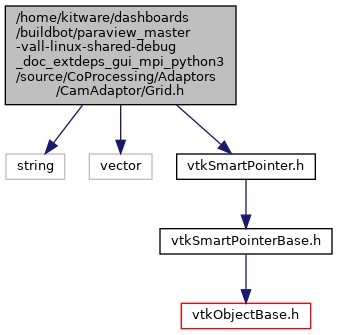 /home/kitware/dashboards
/buildbot/paraview_master
-vall-linux-shared-debug
_doc_extdeps_gui_mpi_python3
/source/CoProcessing/Adaptors
/CamAdaptor/Grid.h
string
vector
vtkSmartPointer.h
vtkSmartPointerBase.h
vtkObjectBase.h